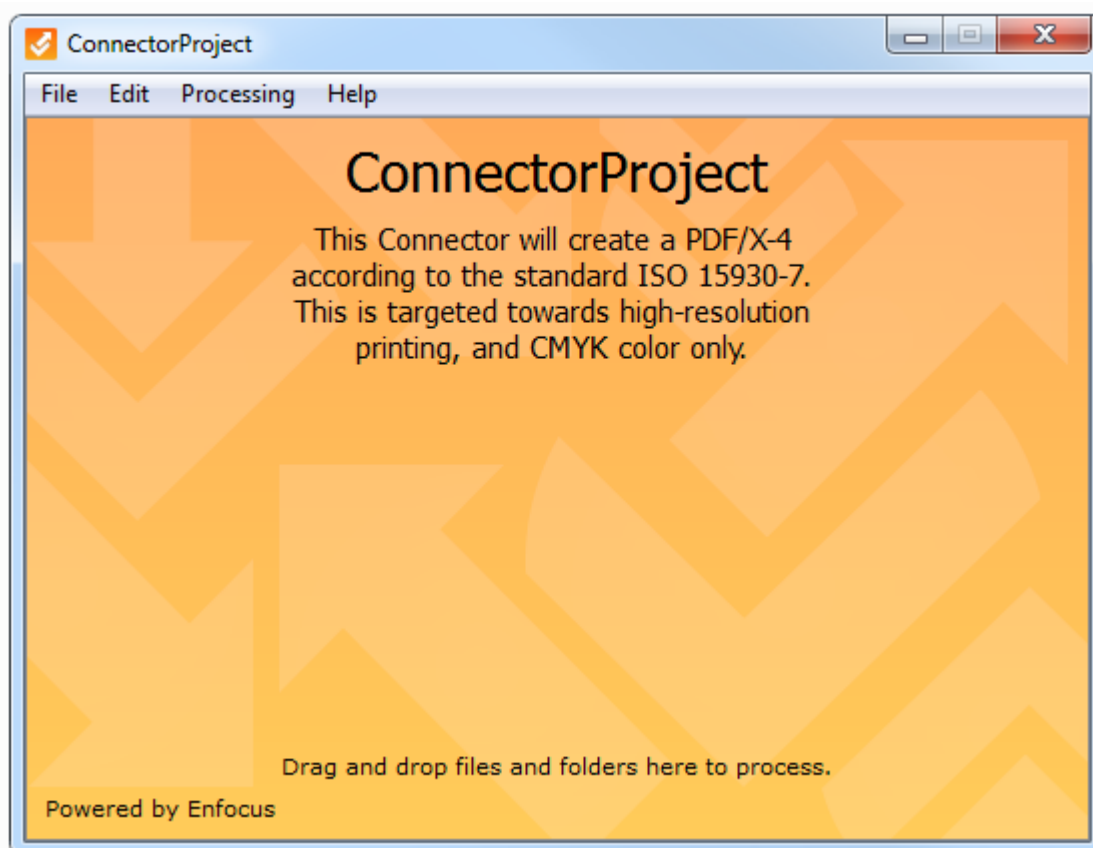 ConnectorProject
File Edit Processing Help
ConnectorProject
This Connector will create a PDF/X-4
according to the standard ISO 15930-7.
This is targeted towards high-resolution
printing, and CMYK color only.
Drag and drop files and folders here to process.
Powered by Enfocus